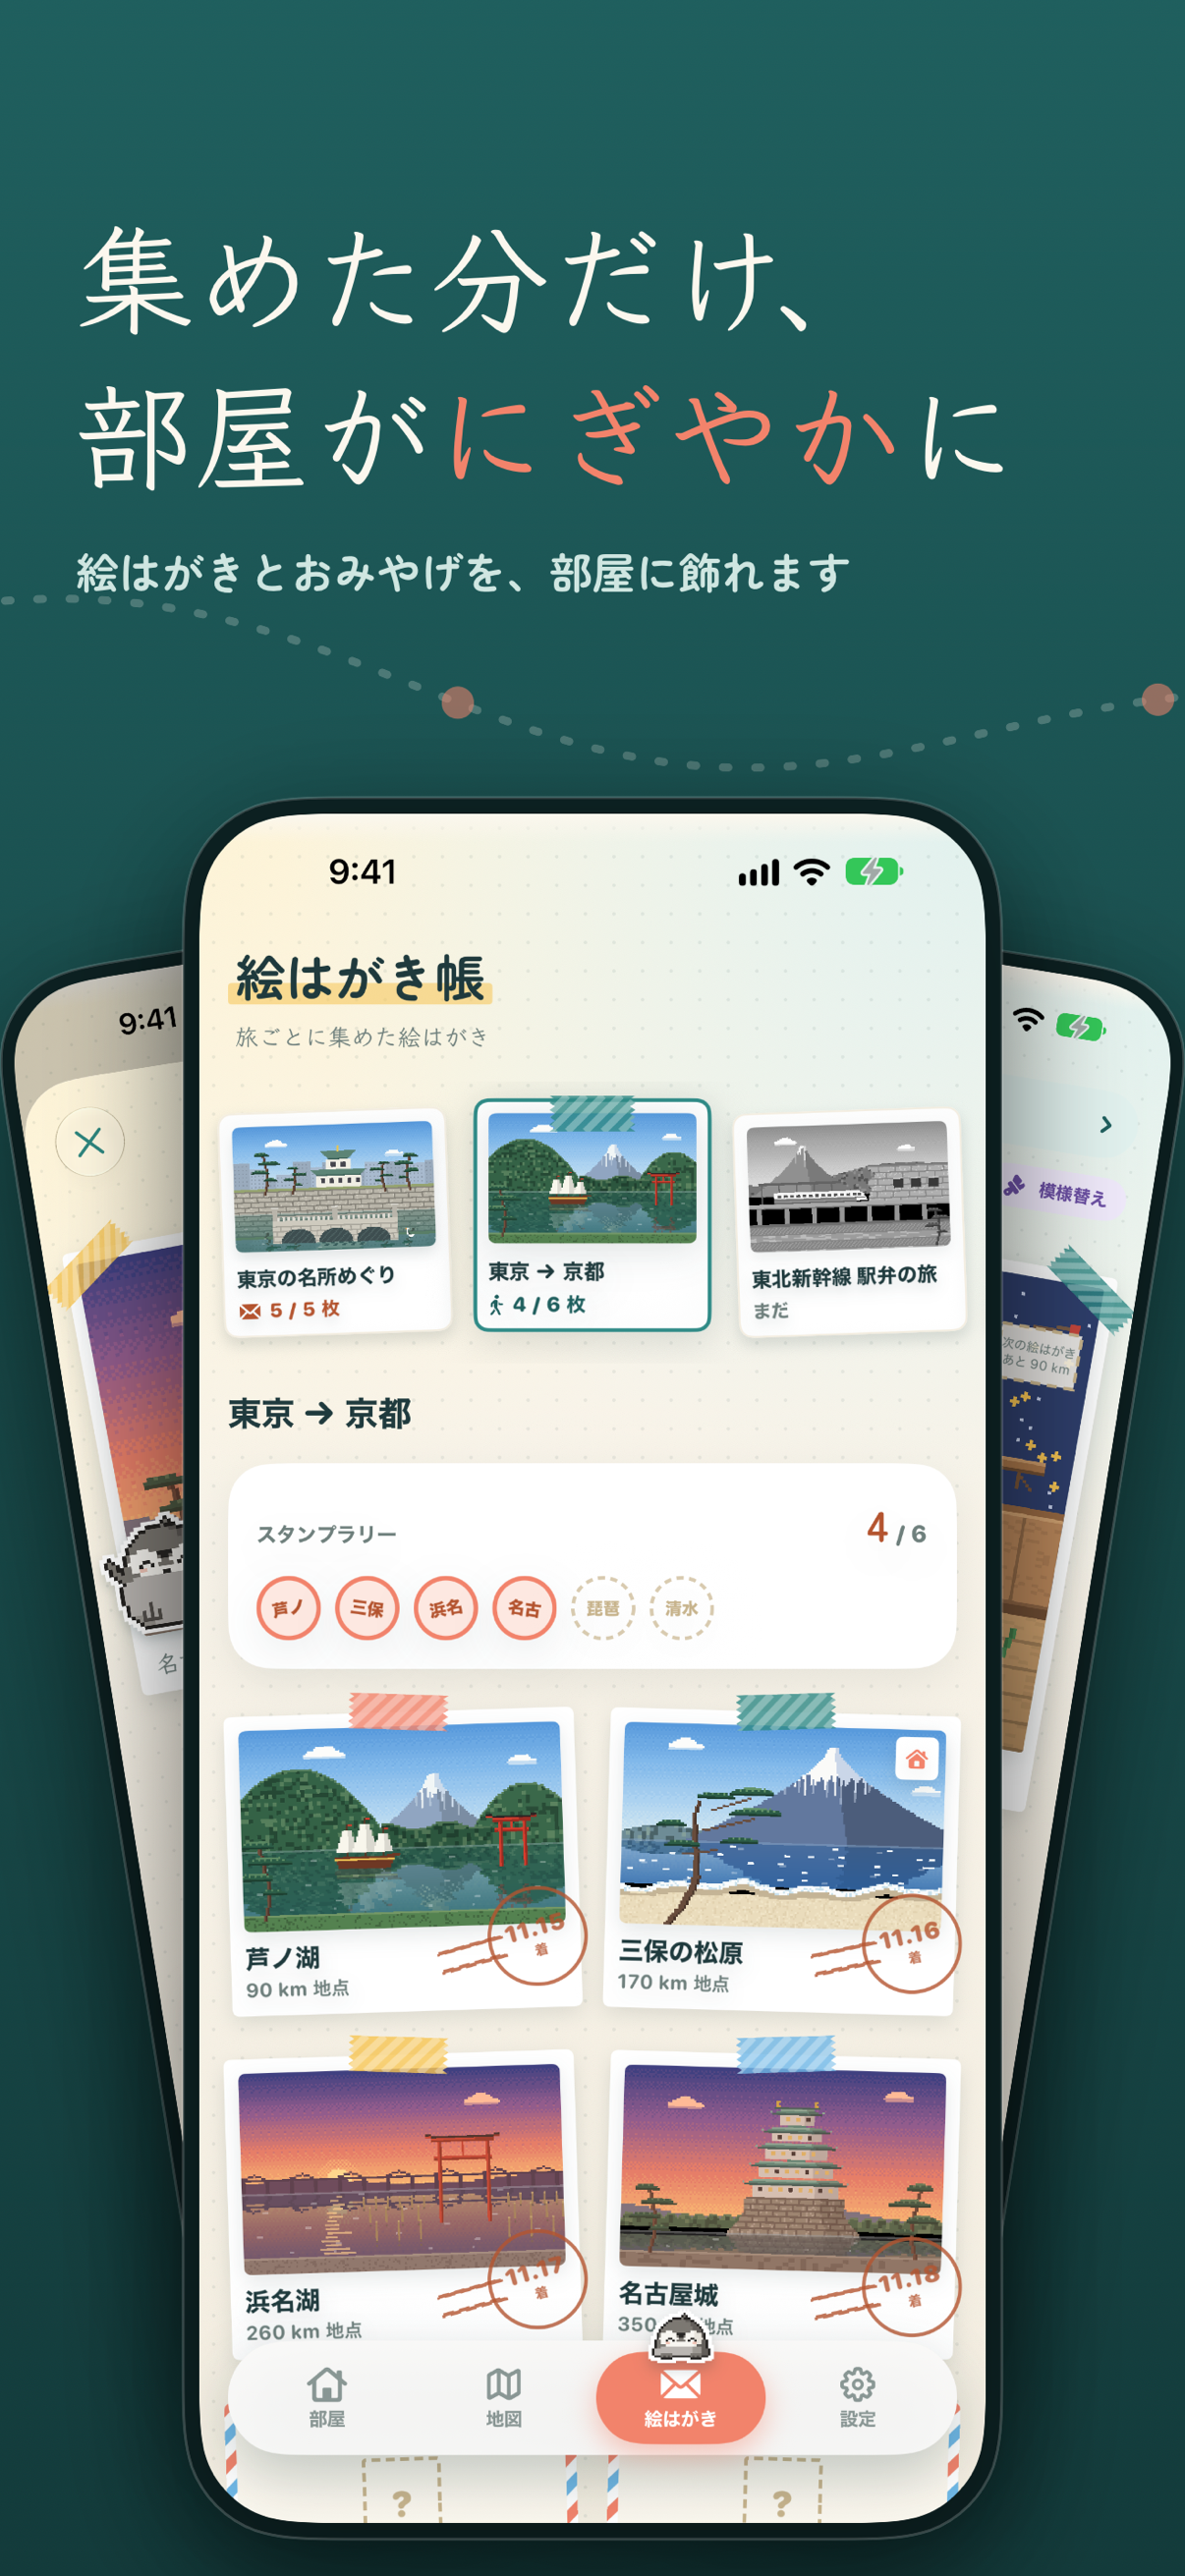 集めた分だけ、
部屋がにぎやかに
絵はがきとおみやげを、部屋に飾れます
9:41
9:41
絵はがき帳
旅ごとに集めた絵はがき
模様替え
東京の名所めぐり
5 / 5 枚
東京 → 京都
4 / 6 枚
東北新幹線 駅弁の旅
まだ
次の絵はがき
あと 90 km
東京 → 京都
スタンプラリー
4 / 6
芦ノ
三保
浜名
名古
琵琶
清水
名
芦ノ湖
90 km 地点
11.15
着
三保の松原
170 km 地点
11.16
着
浜名湖
260 km 地点
11.17
着
名古屋城
350 地点
11.18
着
部屋
地図
絵はがき
設定
?
?